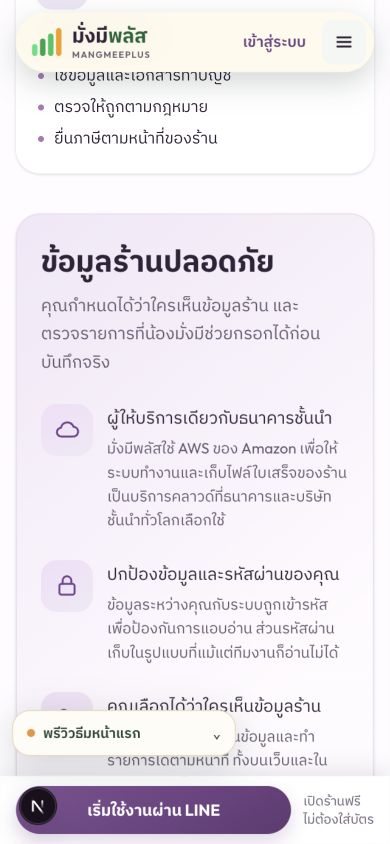 มั่งมีพลัส
MANGMEEPLUS
เข้าสู่ระบบ
ใช้ข้อมูลและเอกสารทำบัญชี
ตรวจให้ถูกตามกฎหมาย
ยื่นภาษีตามหน้าที่ของร้าน
ข้อมูลร้านปลอดภัย
คุณกำหนดได้ว่าใครเห็นข้อมูลร้าน และ
ตรวจรายการที่น้องมั่งมีช่วยกรอกได้ก่อน
บันทึกจริง
ผู้ให้บริการเดียวกับธนาคารชั้นนำ
มั่งมีพลัสใช้ AWS ของ Amazon เพื่อให้
ระบบทำงานและเก็บไฟล์ใบเสร็จของร้าน
เป็นบริการคลาวด์ที่ธนาคารและบริษัท
ชั้นนำทั่วโลกเลือกใช้
ปกป้องข้อมูลและรหัสผ่านของคุณ
ข้อมูลระหว่างคุณกับระบบถูกเข้ารหัส
เพื่อป้องกันการแอบอ่าน ส่วนรหัสผ่าน
เก็บในรูปแบบที่แม้แต่ทีมงานก็อ่านไม่ได้
คุณเลือกได้ว่าใครเห็นข้อมูลร้าน
พรีวิวธีมหน้าแรก
ข้อมูลและทำ
รายการได้ตามหน้าที่ ทั้งบนเว็บและใน
N
เริ่มใช้งานผ่าน LINE
เปิดร้านฟรี
ไม่ต้องใส่บัตร